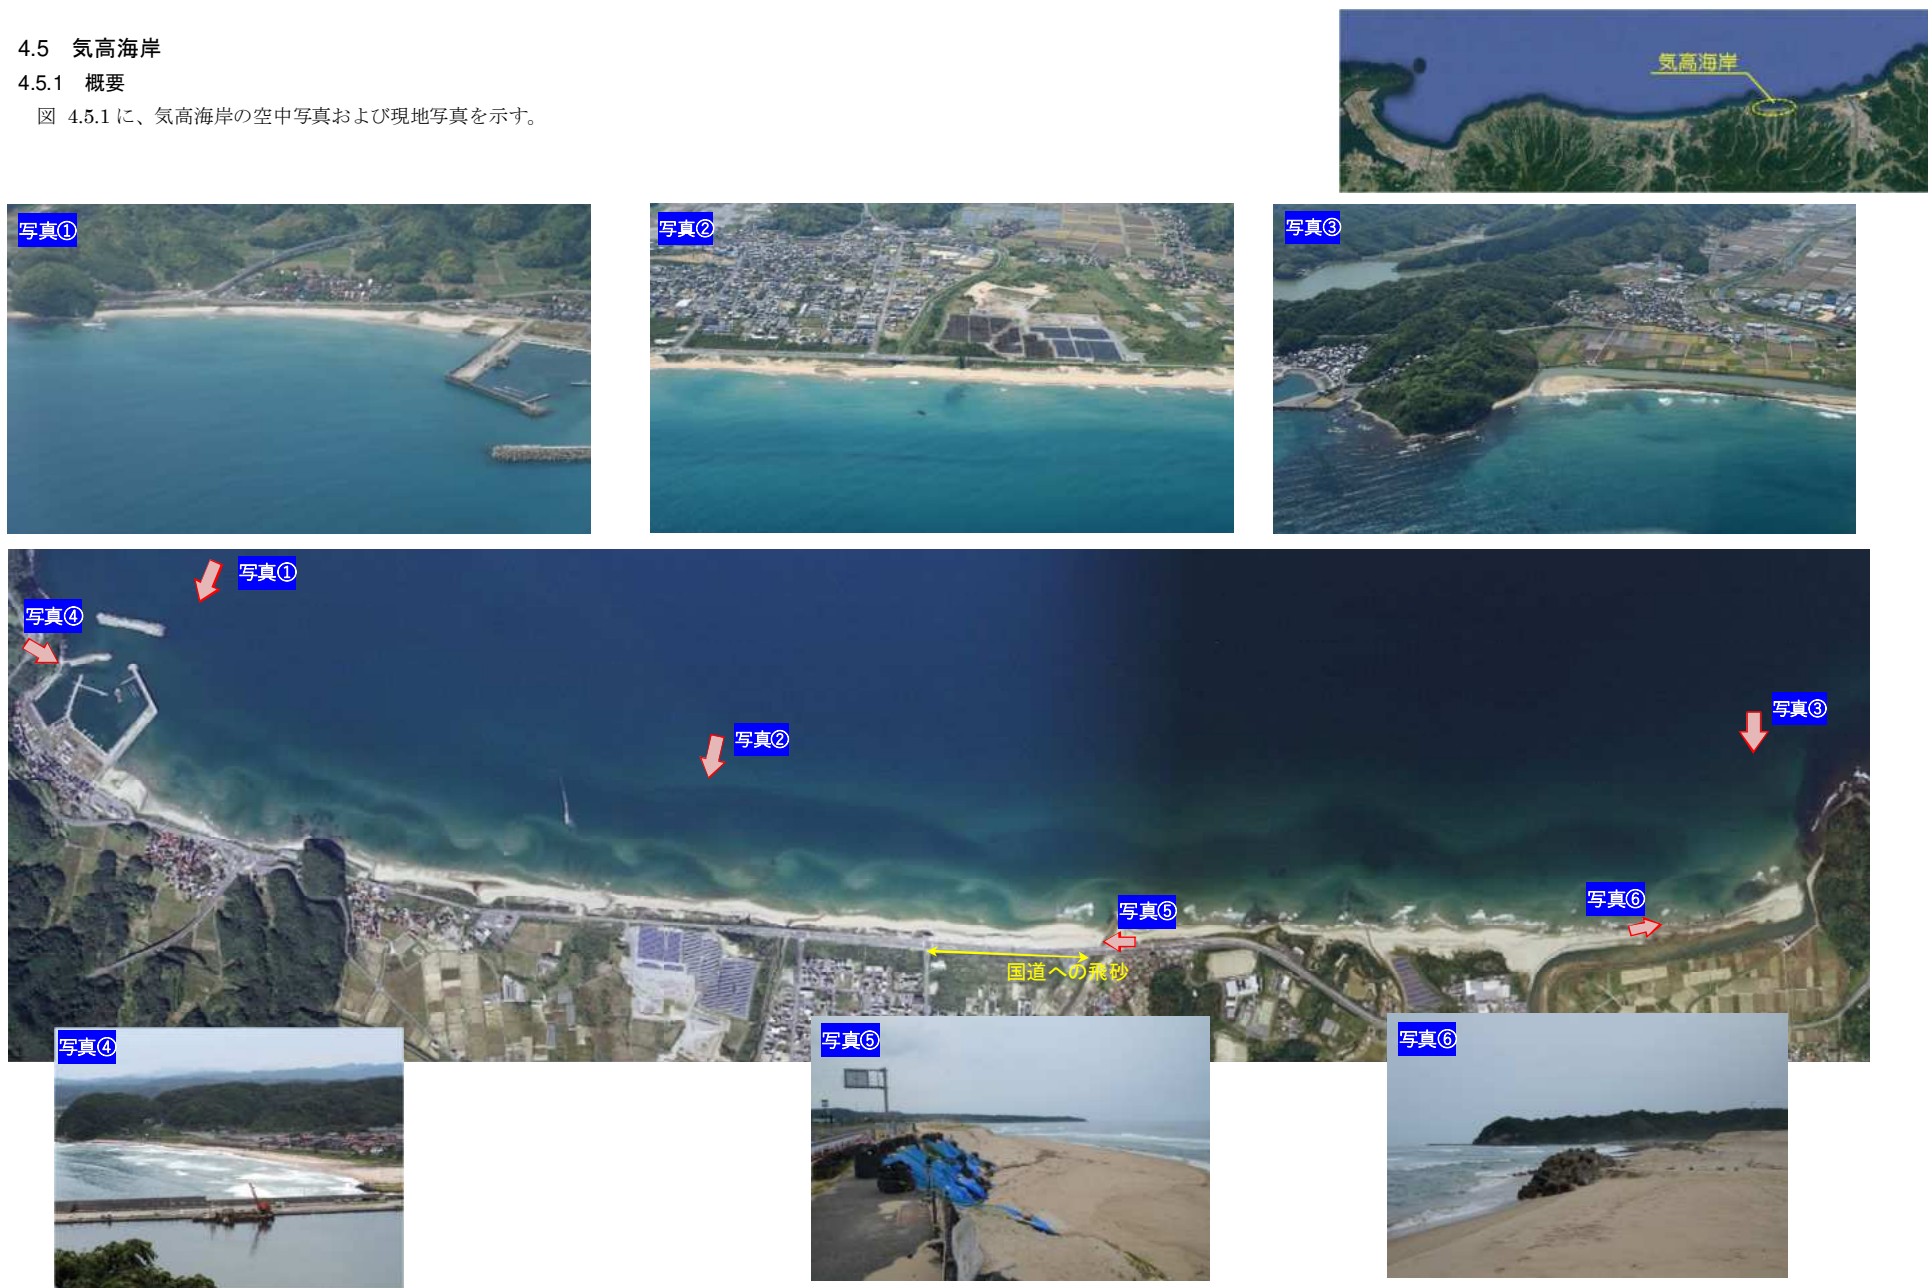 4.5 気高海岸
4.5.1 概要
図 4.5.1に、気高海岸の空中写真および現地写真を示す。
気高海岸
写真①
写真②
写真③
写真①
写真④
写真②
写真③
写真⑤
写真⑥
国道への飛砂
写真④
写真⑤
写真⑥